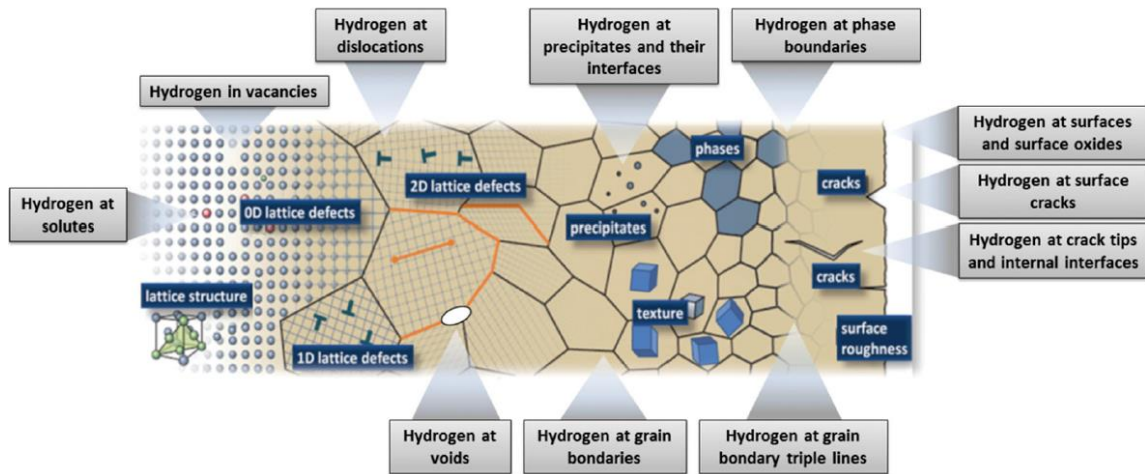 Hydrogen at
dislocations
Hydrogen at
precipitates and their
interfaces
Hydrogen at phase
boundaries
Hydrogen in vacancies
Hydrogen at surfaces
and surface oxides
Hydrogen at surface
cracks
Hydrogen at crack tips
and internal interfaces
Hydrogen at
solutes
phases
2D lattice defects
cracks
0D lattice defects
precipitates
lattice structure
cracks
texture
surface
roughness
1D lattice defects
Hydrogen at
voids
Hydrogen at grain
bondaries
Hydrogen at grain
bondary triple lines